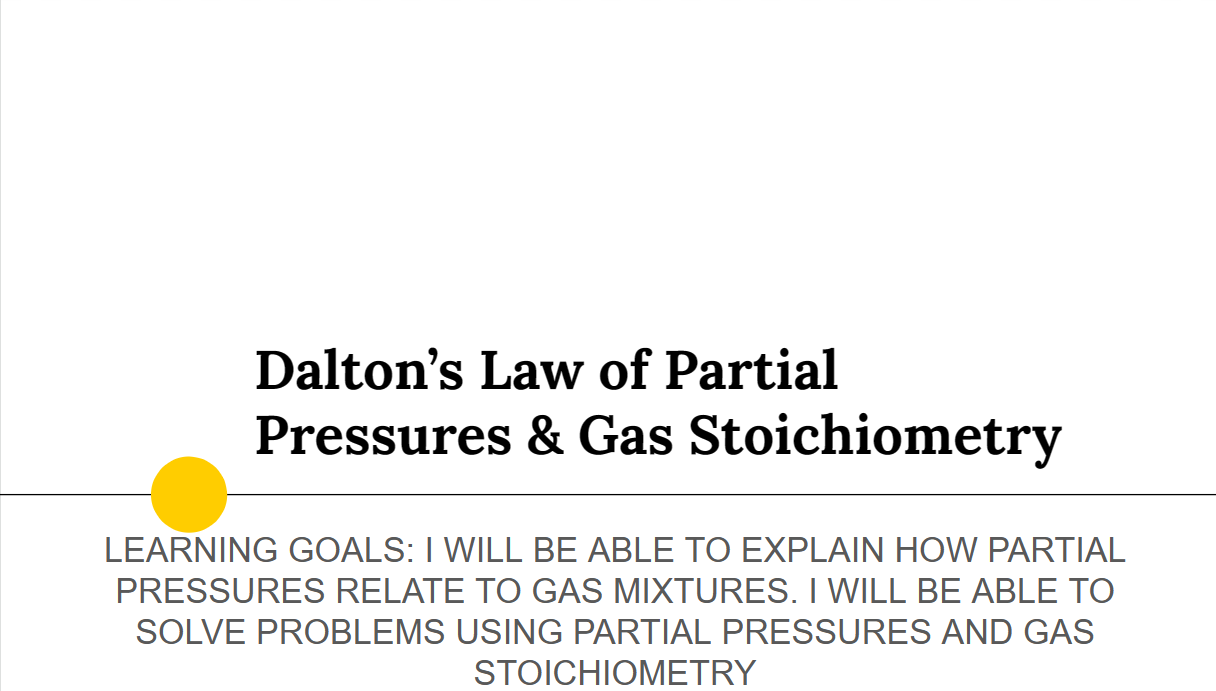 Dalton’s Law of Partial
Pressures & Gas Stoichiometry
LEARNING GOALS: I WILL BE ABLE TO EXPLAIN HOW PARTIAL
PRESSURES RELATE TO GAS MIXTURES. I WILL BE ABLE TO
SOLVE PROBLEMS USING PARTIAL PRESSURES AND GAS
STOICHIOMETRY